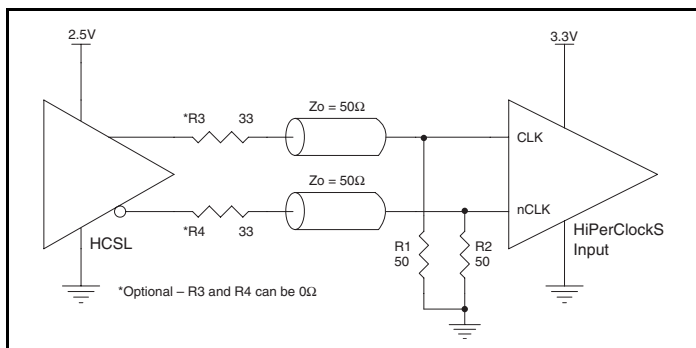 2.5V
3.3V
*R3 33
Zo = 50Ω
CLK
Zo = 50Ω
nCLK
*R4 33
HCSL
R1
50
R2
50
HiPerClockS
Input
*Optional – R3 and R4 can be 0Ω